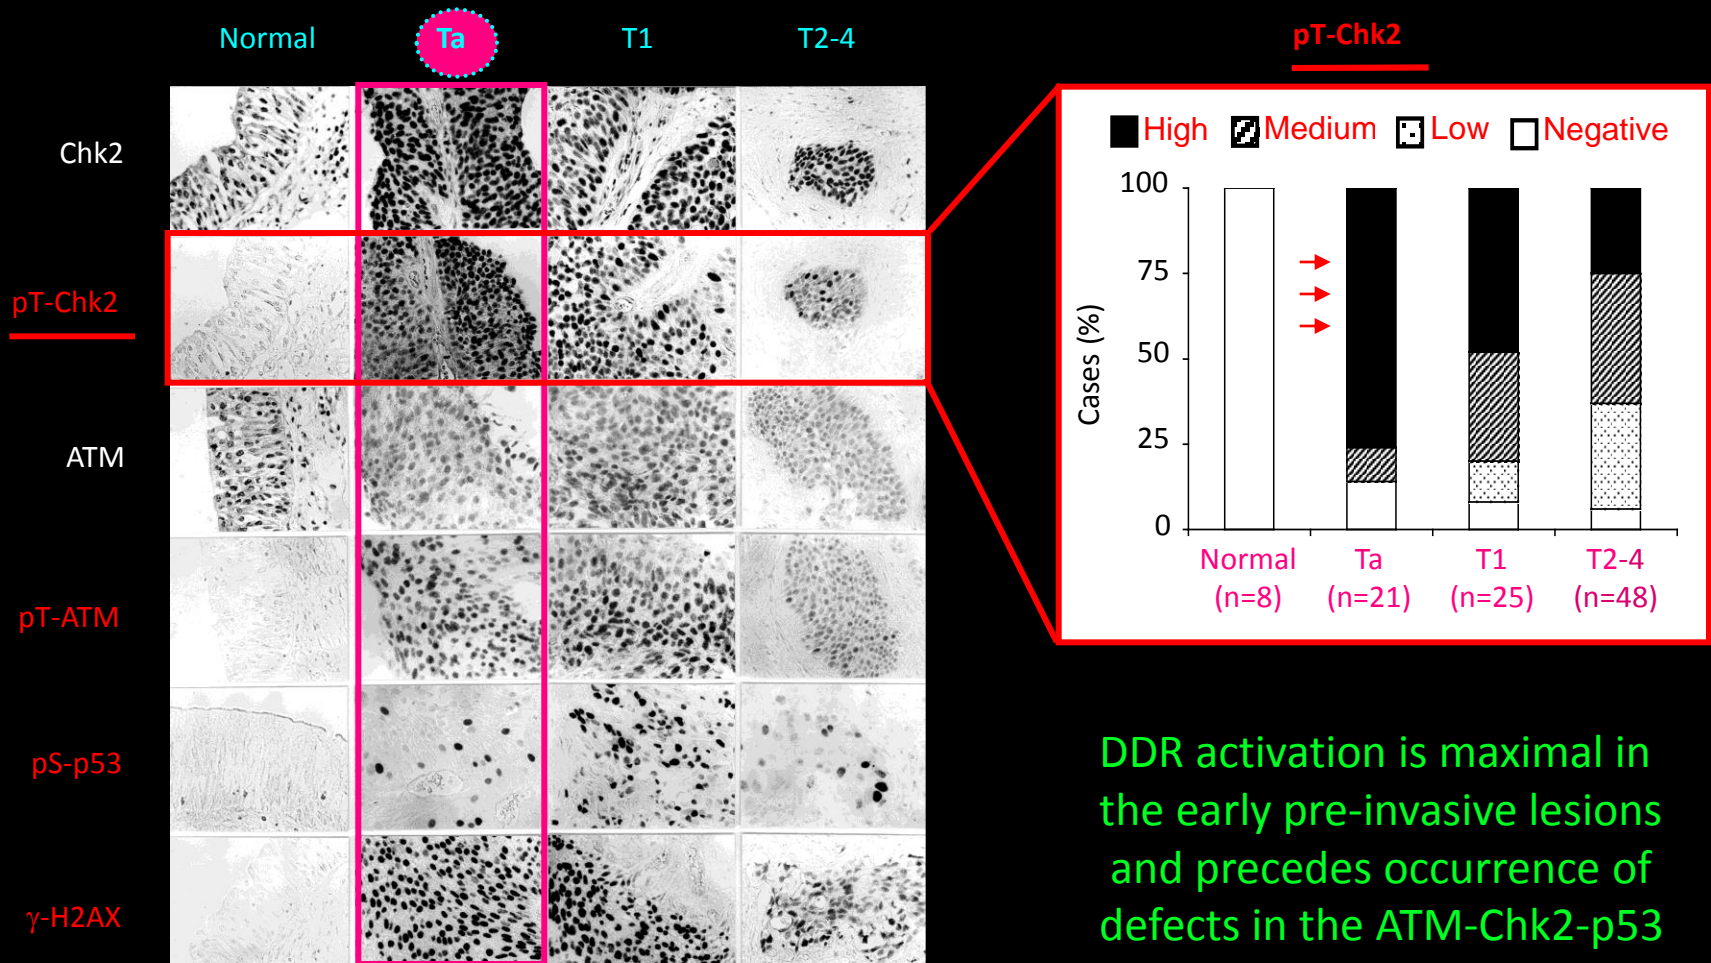 Normal Ta T1 T2-4
Chk2
pT-Chk2
ATM
pT-ATM
pS-p53
γ-H2AX
pT-Chk2
High Medium Low Negative
Cases (%)
100
75
50
25
0
Normal Ta T1 T2-4
(n=8) (n=21) (n=25) (n=48)
DDR activation is maximal in
the early pre-invasive lesions
and precedes occurrence of
defects in the ATM-Chk2-p53